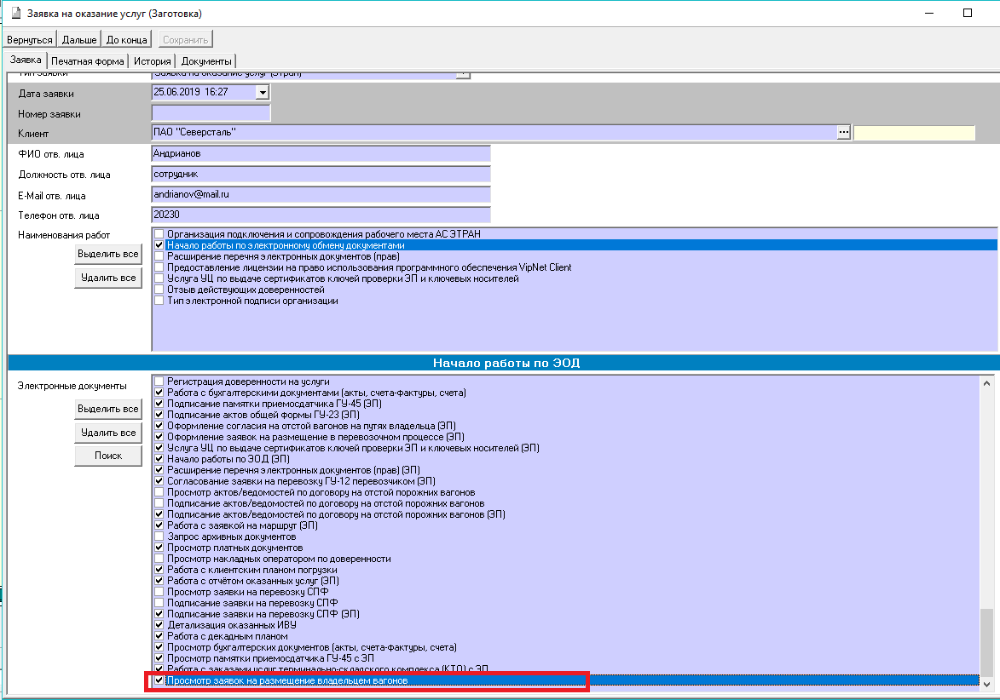 Заявка на оказание услуг (Заготовка)
Вернуться Дальше До конца Сохранить
Заявка Печатная форма История Документы
Тип заявки Заявка на оказание услуг (Этран)
Дата заявки 25.06.2019 16:27
Номер заявки
Клиент ПАО "Северсталь" ...
ФИО отв. лица Андрианов
Должность отв. лица сотрудник
E-Mail отв. лица andrianov@mail.ru
Телефон отв. лица 20230
Наименования работ
Выделить все
Удалить все
Организация подключения и сопровождения рабочего места АС ЭТРАН
Начало работы по электронному обмену документами
Расширение перечня электронных документов (прав)
Предоставление лицензии на право использования программного обеспечения VipNet Client
Услуга УЦ по выдаче сертификатов ключей проверки ЭП и ключевых носителей
Отзыв действующих доверенностей
Тип электронной подписи организации
Начало работы по ЭОД
Электронные документы
Выделить все
Удалить все
Поиск
Регистрация доверенности на услуги
Работа с бухгалтерскими документами (акты, счета-фактуры, счета)
Подписание памятки приемосдатчика ГУ-45 (ЭП)
Подписание актов общей формы ГУ-23 (ЭП)
Оформление согласия на отстой вагонов на путях владельца (ЭП)
Оформление заявок на размещение в перевозочном процессе (ЭП)
Услуга УЦ по выдаче сертификатов ключей проверки ЭП и ключевых носителей (ЭП)
Начало работы по ЭОД (ЭП)
Расширение перечня электронных документов (прав) (ЭП)
Согласование заявки на перевозку ГУ-12 перевозчиком (ЭП)
Просмотр актов/ведомостей по договору на отстой порожних вагонов
Подписание актов/ведомостей по договору на отстой порожних вагонов
Подписание актов/ведомостей по договору на отстой порожних вагонов (ЭП)
Работа с заявкой на маршрут (ЭП)
Запрос архивных документов
Просмотр платных документов
Просмотр накладных оператором по доверенности
Работа с клиентским планом погрузки
Работа с отчётом оказанных услуг (ЭП)
Просмотр заявки на перевозку СПФ
Подписание заявки на перевозку СПФ
Подписание заявки на перевозку СПФ (ЭП)
Детализация оказанных ИВУ
Работа с декадным планом
Просмотр бухгалтерских документов (акты, счета-фактуры, счета)
Просмотр памятки приемосдатчика ГУ-45 с ЭП
Работа с заказами услуг терминально-складского комплекса (КТО) с ЭП
Просмотр заявок на размещение владельцем вагонов